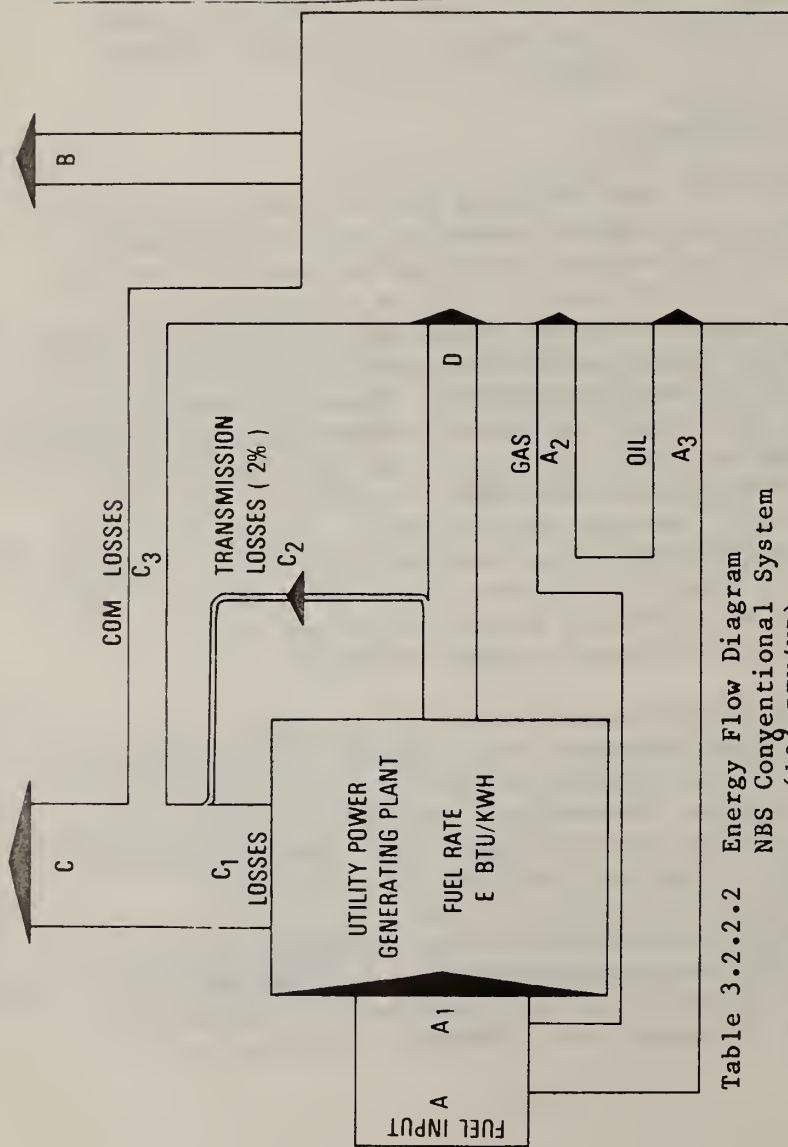 B
COM LOSSES
C3
C
TRANSMISSION
LOSSES ( 2% )
C2
C1
LOSSES
UTILITY POWER
GENERATING PLANT
FUEL RATE
E BTU/KWH
D
GAS
A2
OIL
A3
FUEL INPUT
A
A1
Table 3.2.2.2 Energy Flow Diagram
NBS Conventional System